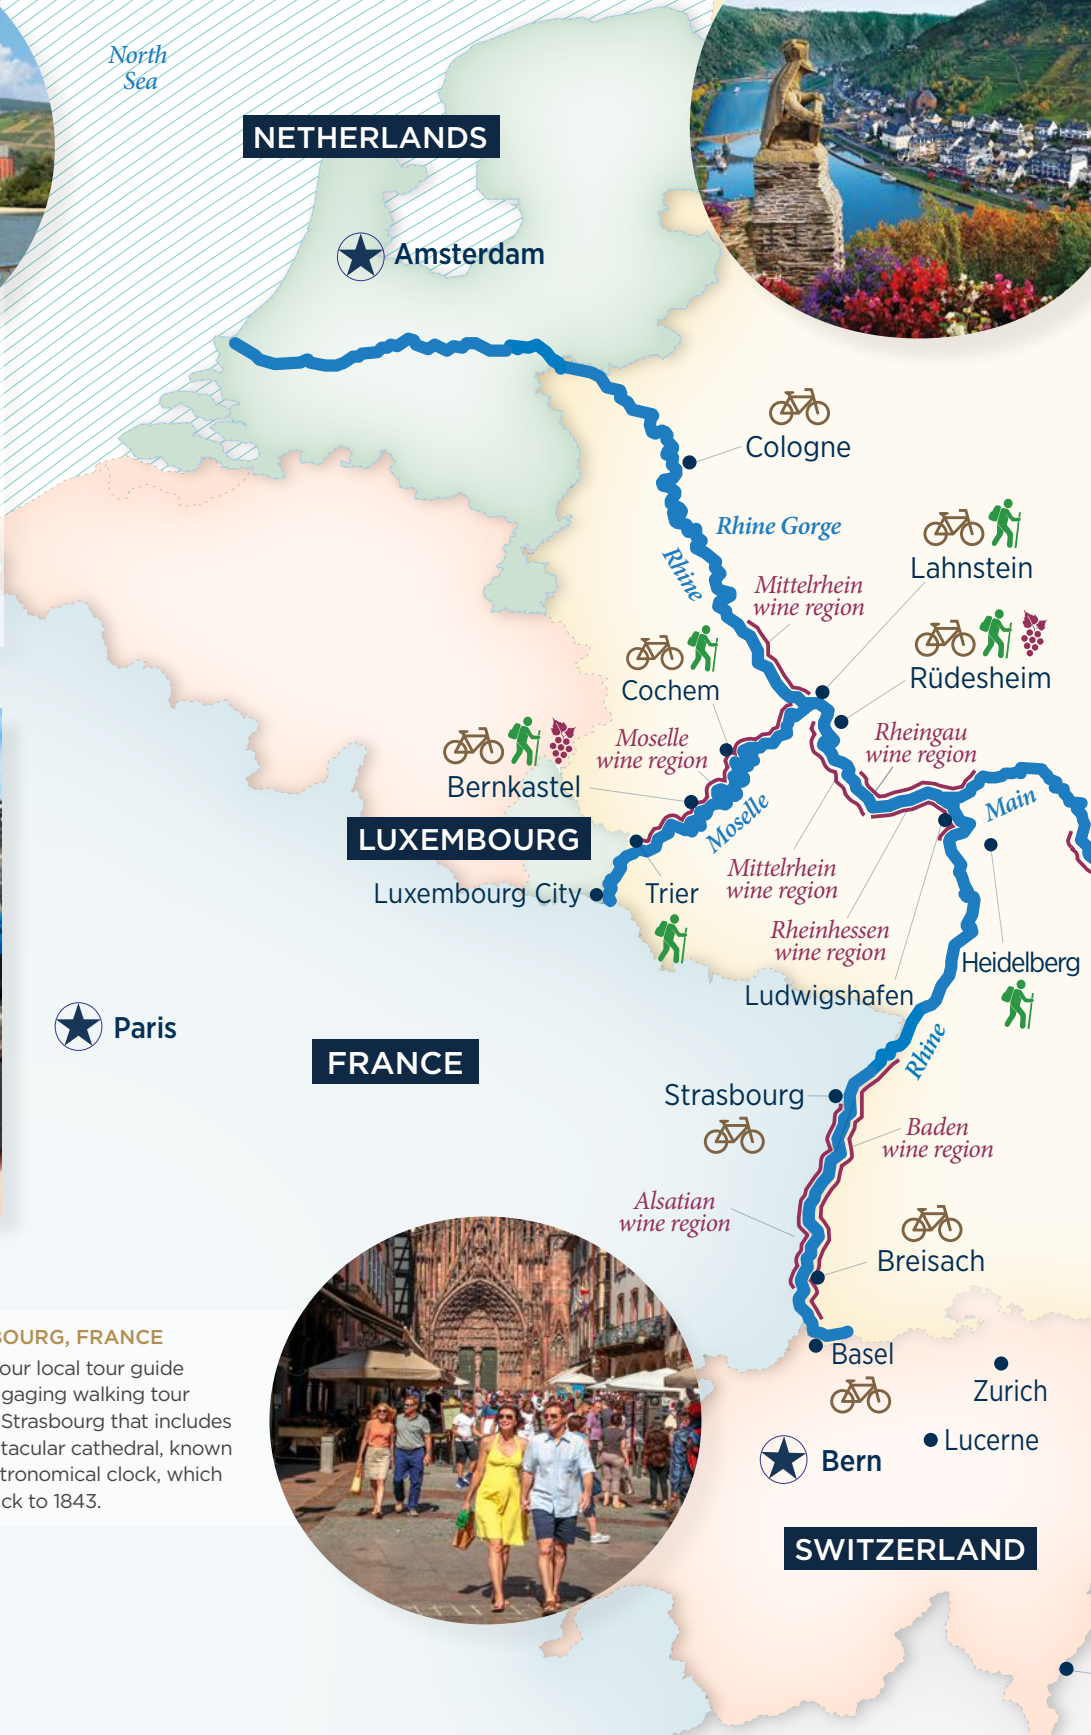 North
Sea
NETHERLANDS
Amsterdam
Cologne
Rhine Gorge
Rhine
Lahnstein
Mittelrhein
wine region
Rüdesheim
Cochem
Moselle
wine region
Rheingau
wine region
Bernkastel
Main
Moselle
LUXEMBOURG
Mittelrhein
wine region
Luxembourg City
Trier
Rheinhessen
wine region
Heidelberg
Ludwigshafen
Paris
FRANCE
Rhine
Strasbourg
Baden
wine region
Alsatian
wine region
Breisach
BOURG, FRANCE
our local tour guide
gaging walking tour
Strasbourg that includes
tacular cathedral, known
tronomical clock, which
ck to 1843.
Basel
Zurich
Lucerne
Bern
SWITZERLAND